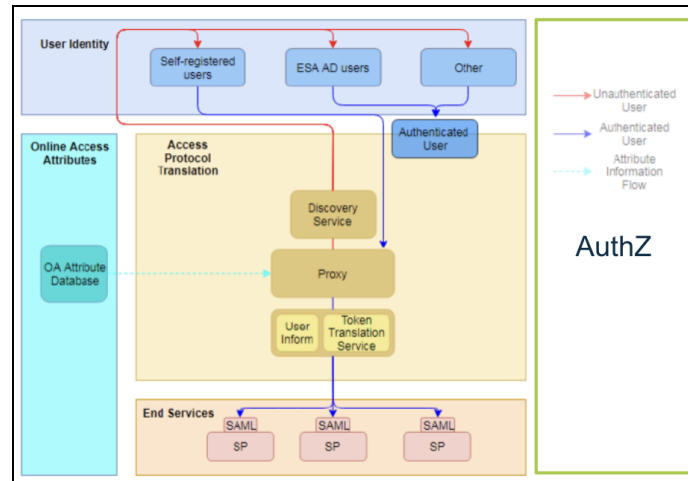 User Identity
Self-registered
users
ESA AD users
Other
Authenticated
User
Online Access
Attributes
OA Attribute
Database
Access
Protocol
Translation
Discovery
Service
Proxy
User
Inform
Token
Translation
Service
End Services
SAML
SP
SAML
SP
SAML
SP
Unauthenticated
User
Authenticated
User
Attribute
Information
Flow
AuthZ